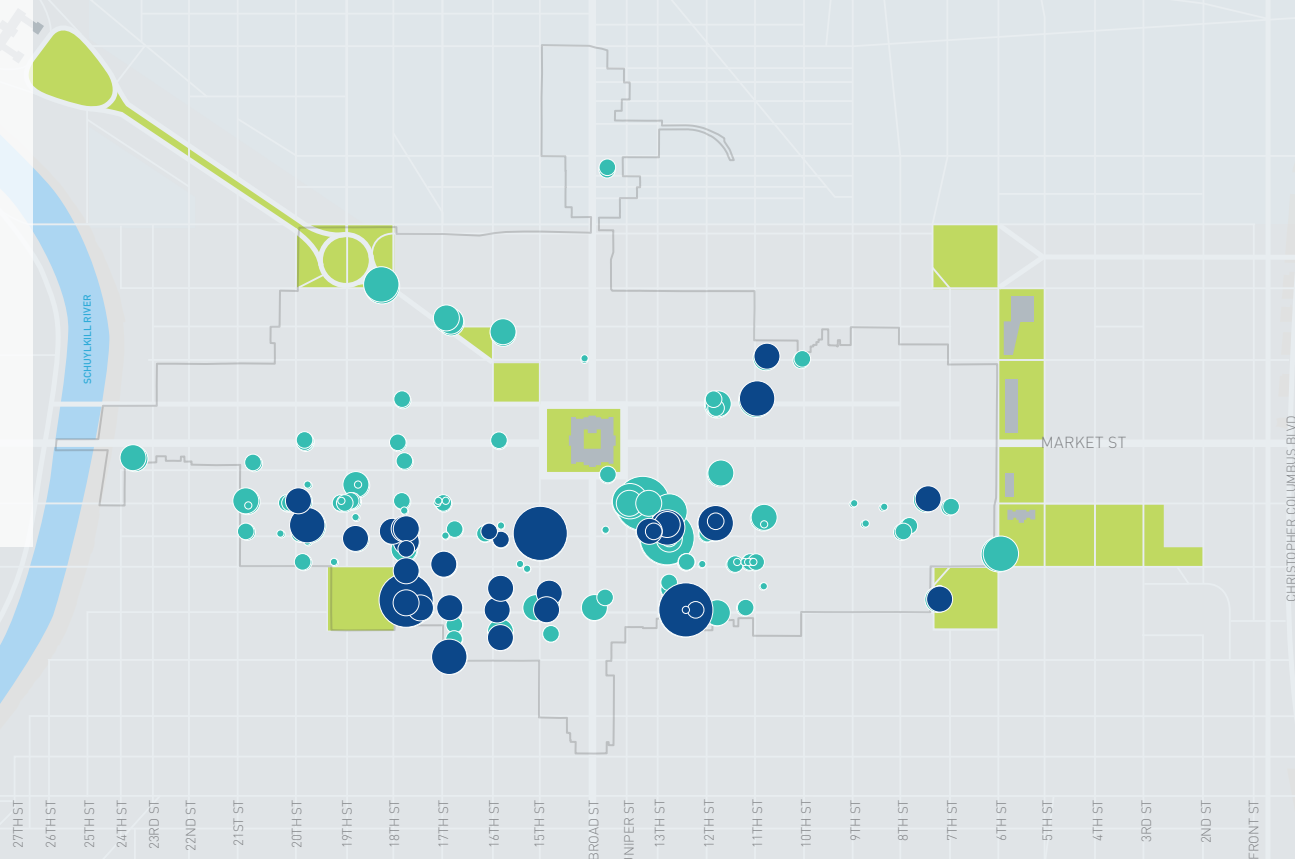 SCHUYLKILL RIVER
MARKET ST
CHRISTOPHER COLUMBUS BLVD
27TH ST
26TH ST
25TH ST
24TH ST
23RD ST
22ND ST
21ST ST
20TH ST
19TH ST
18TH ST
17TH ST
16TH ST
15TH ST
BROAD ST
UNIPER ST
13TH ST
12TH ST
11TH ST
10TH ST
9TH ST
8TH ST
7TH ST
6TH ST
5TH ST
4TH ST
3RD ST
2ND ST
FRONT ST